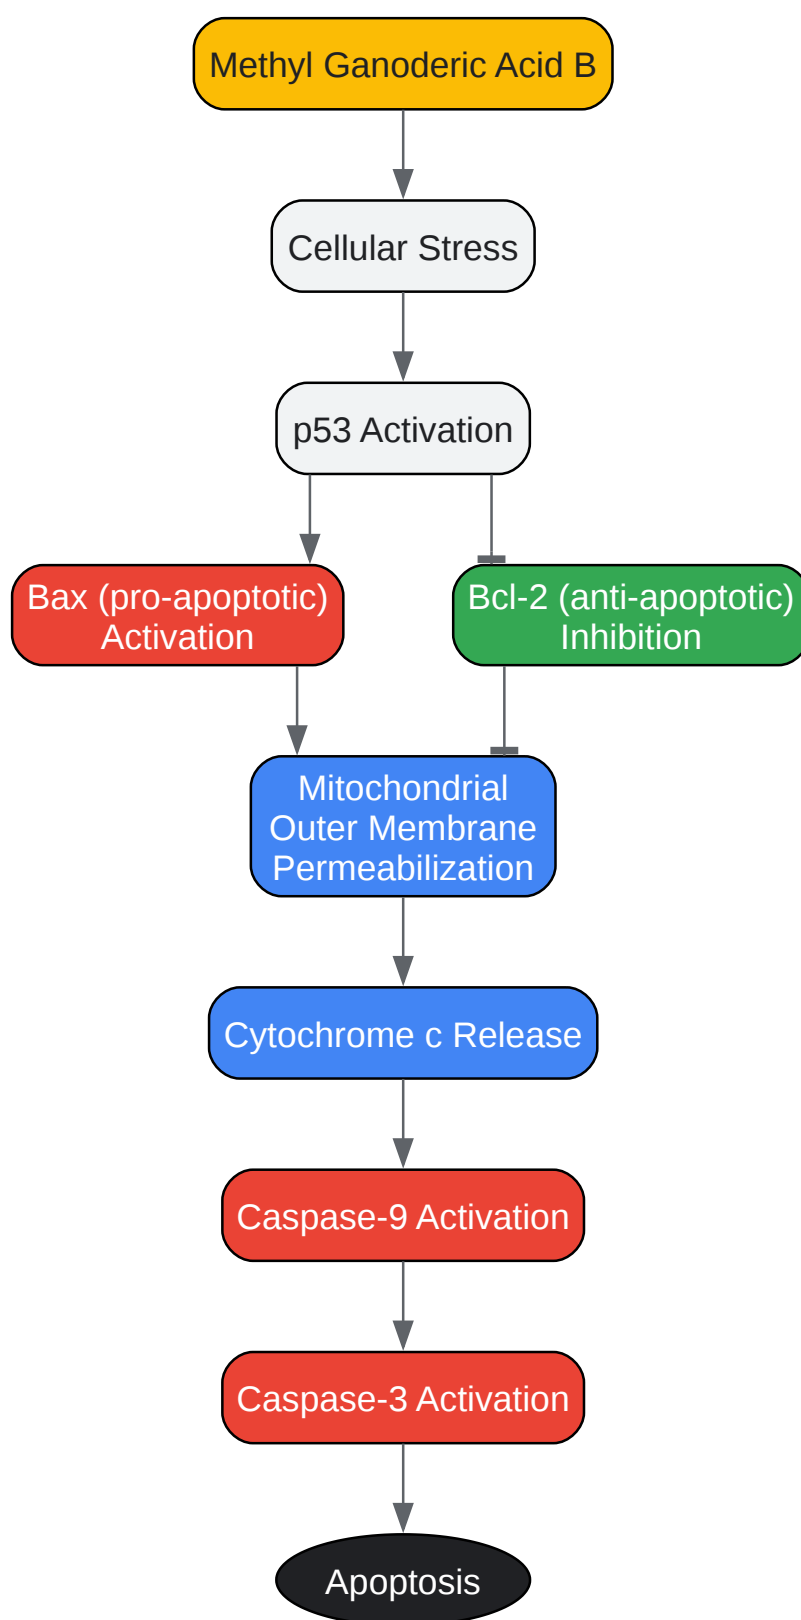 Methyl Ganoderic Acid B
Cellular Stress
p53 Activation
Bax (pro-apoptotic)
Activation
Bcl-2 (anti-apoptotic)
Inhibition
Mitochondrial
Outer Membrane
Permeabilization
Cytochrome c Release
Caspase-9 Activation
Caspase-3 Activation
Apoptosis